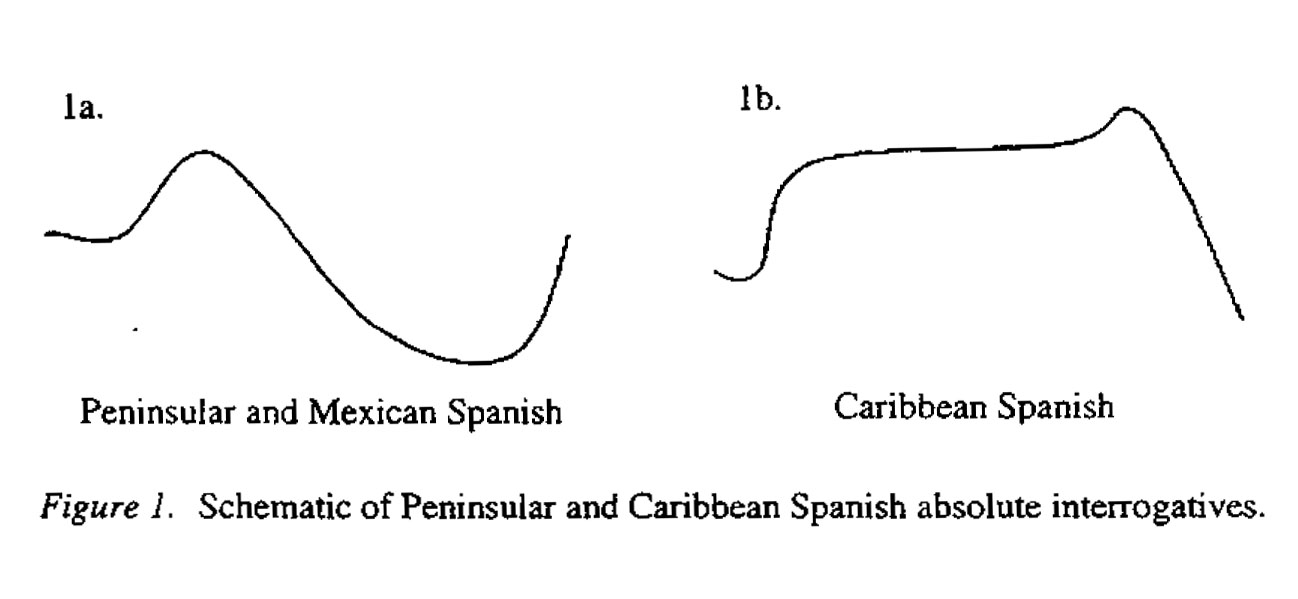 1a.
1b.
Peninsular and Mexican Spanish
Caribbean Spanish
Figure 1. Schematic of Peninsular and Caribbean Spanish absolute interrogatives.